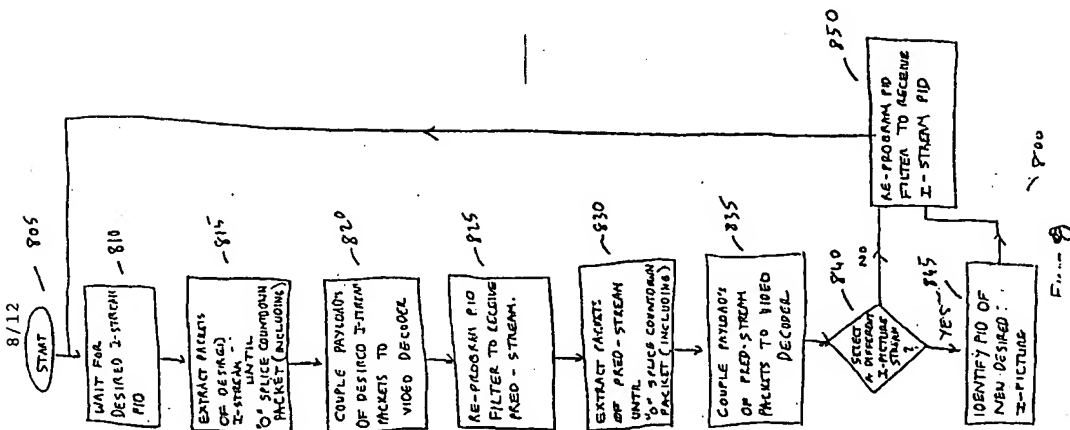 8/12
START
805
WAIT FOR
DESIRED I-STREAM
PID
810
EXTRACT PACKETS
OF DESIRED
I-STREAM
UNTIL
"0" SPLICE COUNTDOWN
PACKET (INCLUDING)
815
COUPLE PAYLOADS
OF DESIRED I-STREAM
PACKETS TO
VIDEO DECODER
820
RE-PROGRAM PID
FILTER TO RECEIVE
PRED-STREAM.
825
EXTRACT PACKETS
OF PRED-STREAM
UNTIL
"0" SPLICE COUNTDOWN
PACKET (INCLUDING)
830
COUPLE PAYLOAD'S
OF PRED-STREAM
PACKETS TO VIDEO
DECODER
835
SELECT
A DIFFERENT
I-PICTURE
STREAM
?
840
NO
YES
845
IDENTIFY PID OF
NEW DESIRED
I-PICTURE
RE-PROGRAM PID
FILTER TO RECEIVE
I-STREAM PID
850
800
8